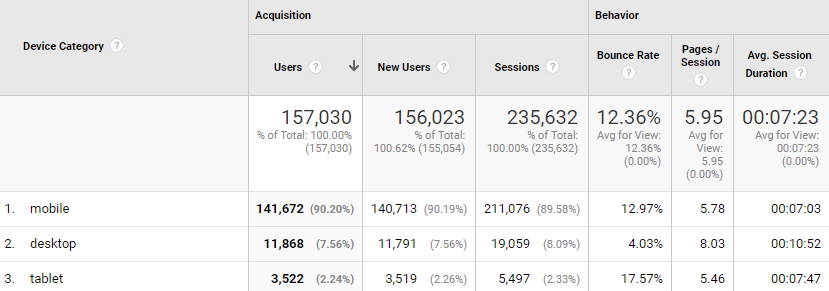 Acquisition Behavior
Device Category ? Users ? New Users ? Sessions ? Bounce Rate ? Pages / Session ? Avg. Session Duration ?
157,030 156,023 235,632 12.36% 5.95 00:07:23
% of Total: 100.00% (157,030) % of Total: 100.62% (155,054) % of Total: 100.00% (235,632) Avg for View: 12.36% (0.00%) Avg for View: 5.95 (0.00%) Avg for View: 00:07:23 (0.00%)
1. mobile 141,672 (90.20%) 140,713 (90.19%) 211,076 (89.58%) 12.97% 5.78 00:07:03
2. desktop 11,868 (7.56%) 11,791 (7.56%) 19,059 (8.09%) 4.03% 8.03 00:10:52
3. tablet 3,522 (2.24%) 3,519 (2.26%) 5,497 (2.33%) 17.57% 5.46 00:07:47